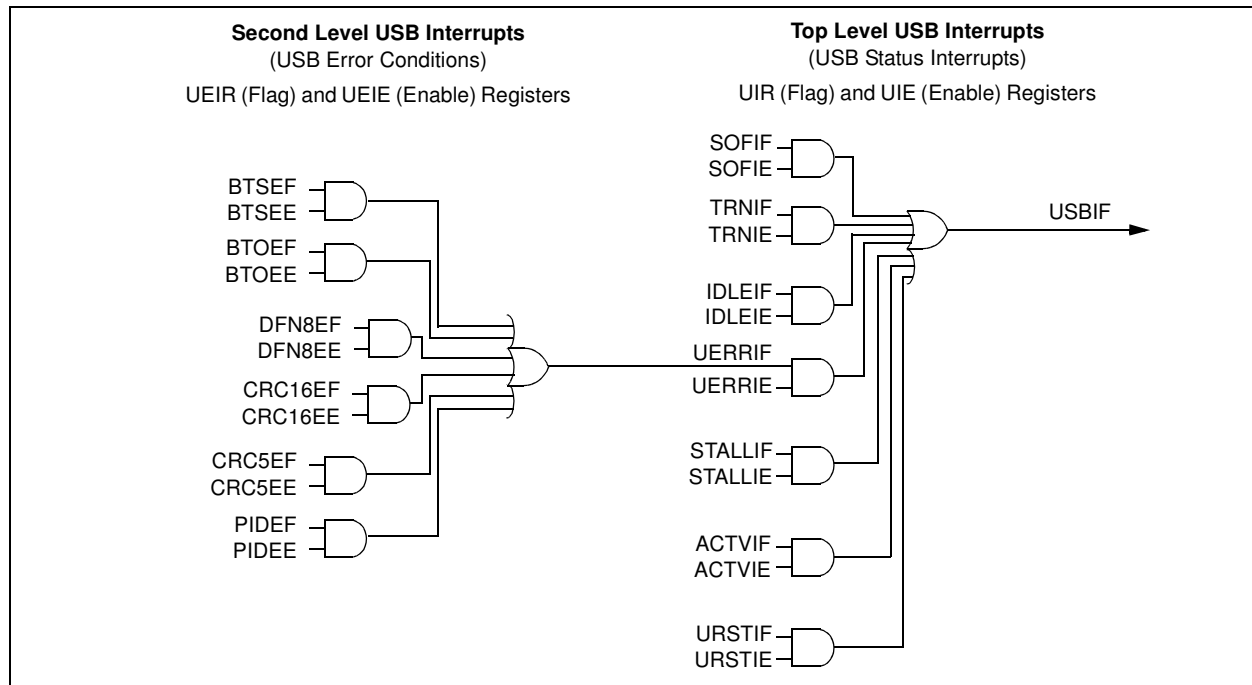 Second Level USB Interrupts
(USB Error Conditions)
UEIR (Flag) and UEIE (Enable) Registers
BTSEF
BTSEE
BTOEF
BTOEE
DFN8EF
DFN8EE
CRC16EF
CRC16EE
CRC5EF
CRC5EE
PIDEF
PIDEE
Top Level USB Interrupts
(USB Status Interrupts)
UIR (Flag) and UIE (Enable) Registers
SOFIF
SOFIE
TRNIF
TRNIE
IDLEIF
IDLEIE
UERRIF
UERRIE
STALLIF
STALLIE
ACTVIF
ACTVIE
URSTIF
URSTIE
USBIF